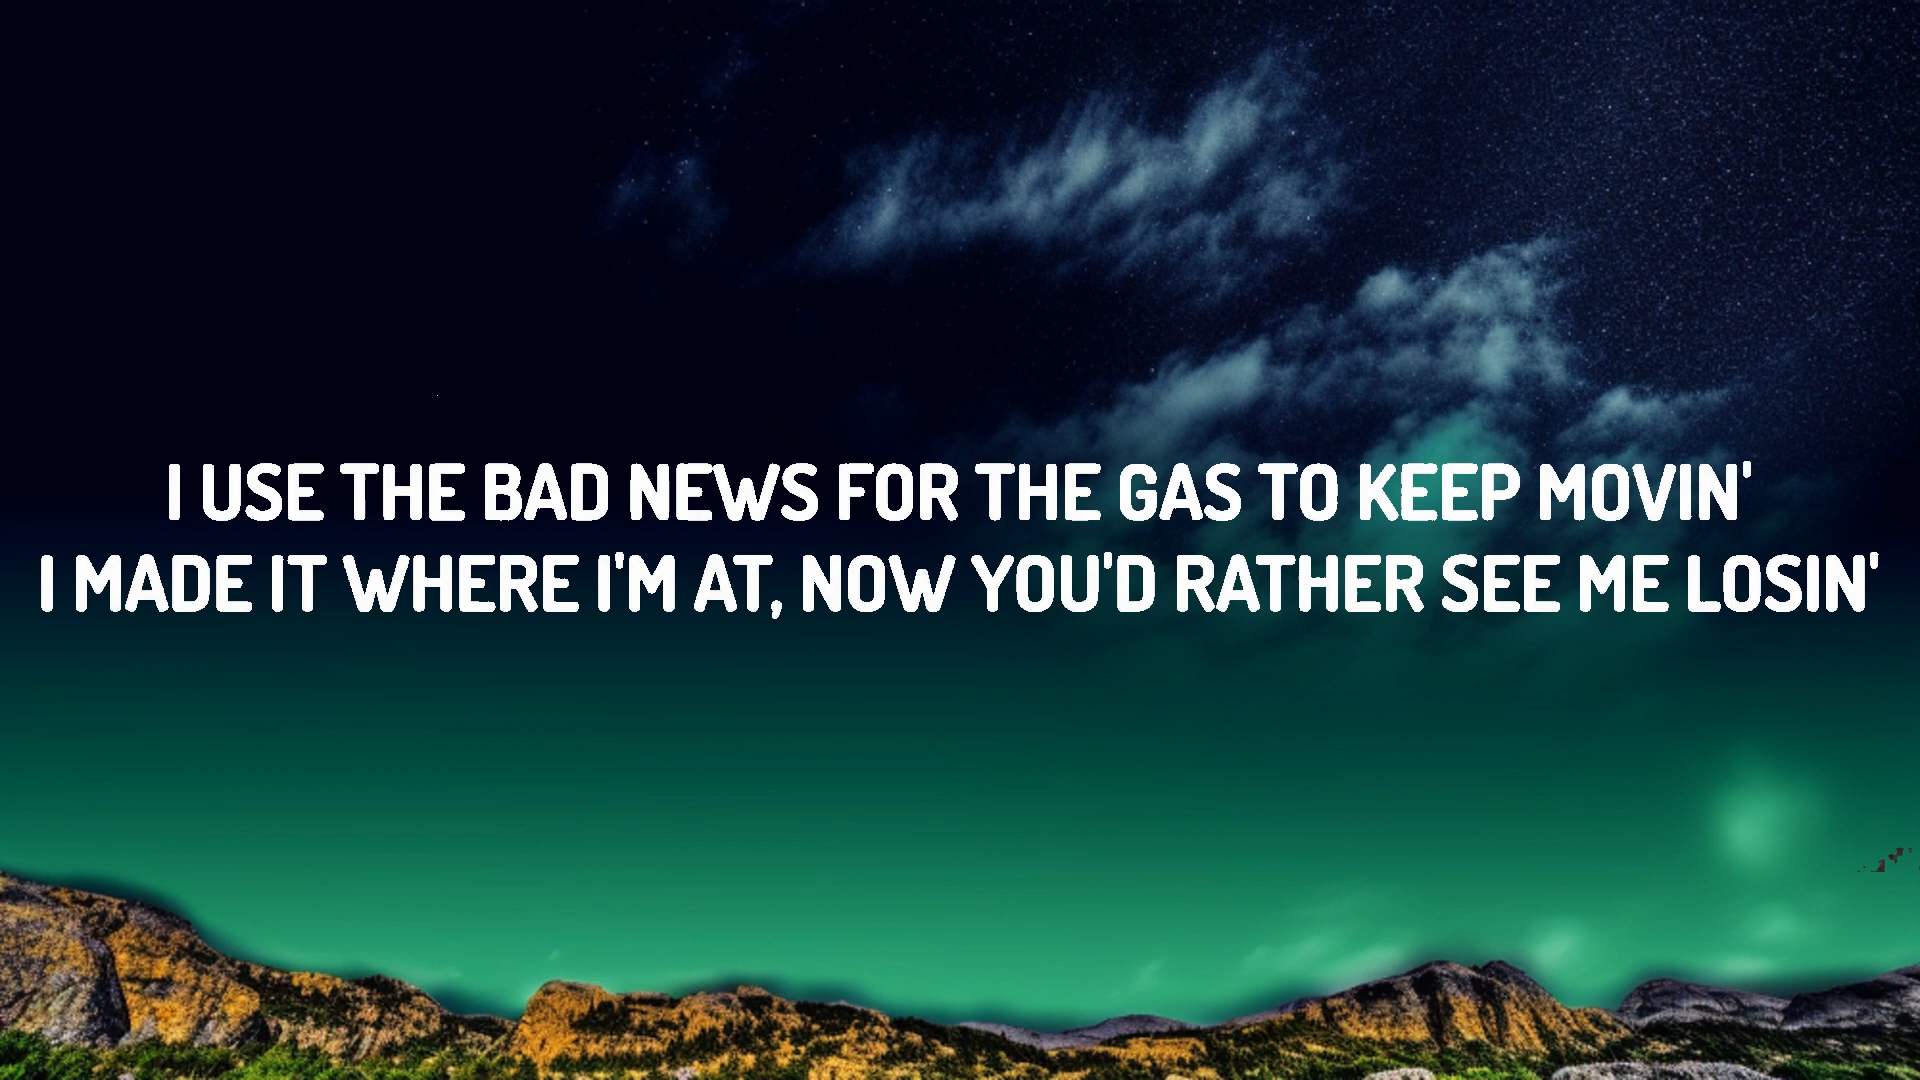 I USE THE BAD NEWS FOR THE GAS TO KEEP MOVIN'
I MADE IT WHERE I'M AT, NOW YOU'D RATHER SEE ME LOSIN'